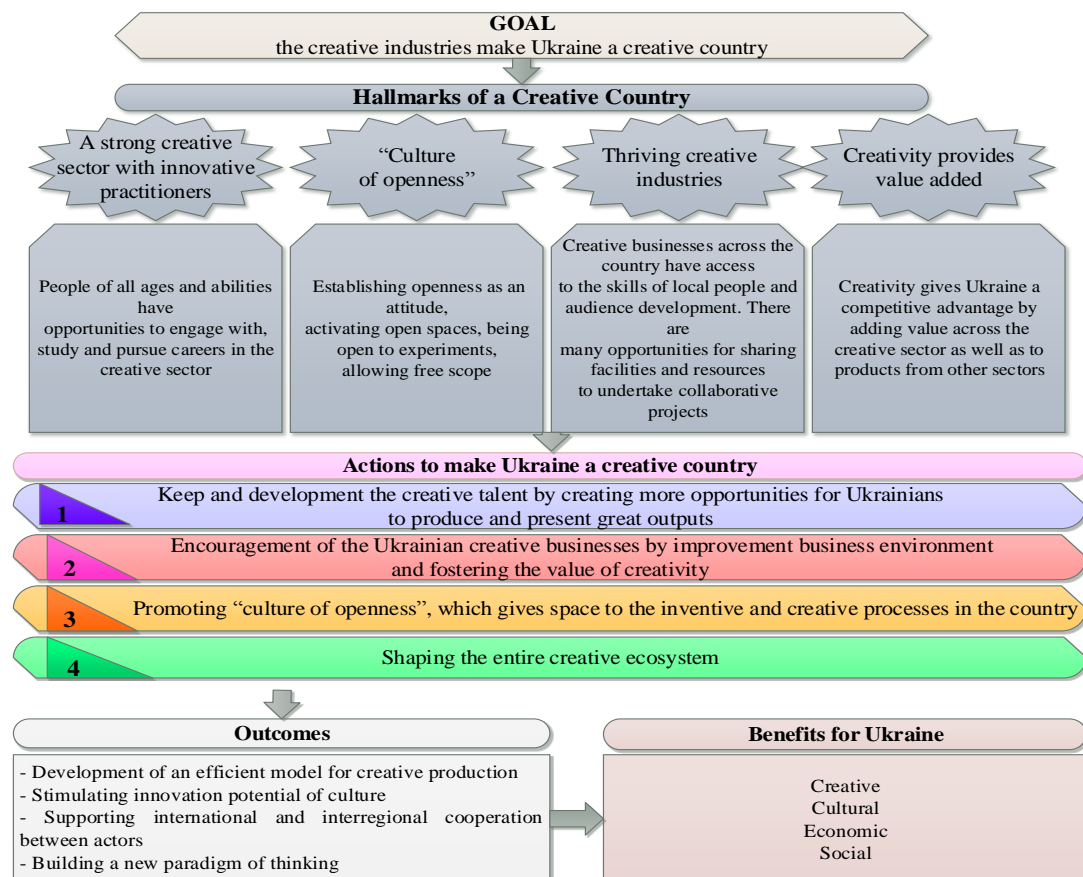 GOAL
the creative industries make Ukraine a creative country
Hallmarks of a Creative Country
A strong creative
sector with innovative
practitioners
“Culture
of openness”
Thriving creative
industries
Creativity provides
value added
People of all ages and abilities
have
opportunities to engage with,
study and pursue careers in the
creative sector
Establishing openness as an
attitude,
activating open spaces, being
open to experiments,
allowing free scope
Creative businesses across the
country have access
to the skills of local people and
audience development. There
are
many opportunities for sharing
facilities and resources
to undertake collaborative
projects
Creativity gives Ukraine a
competitive advantage by
adding value across the
creative sector as well as to
products from other sectors
Actions to make Ukraine a creative country
1
Keep and development the creative talent by creating more opportunities for Ukrainians
to produce and present great outputs
2
Encouragement of the Ukrainian creative businesses by improvement business environment
and fostering the value of creativity
3
Promoting “culture of openness”, which gives space to the inventive and creative processes in the country
4
Shaping the entire creative ecosystem
Outcomes
- Development of an efficient model for creative production
- Stimulating innovation potential of culture
- Supporting international and interregional cooperation
between actors
- Building a new paradigm of thinking
Benefits for Ukraine
Creative
Cultural
Economic
Social